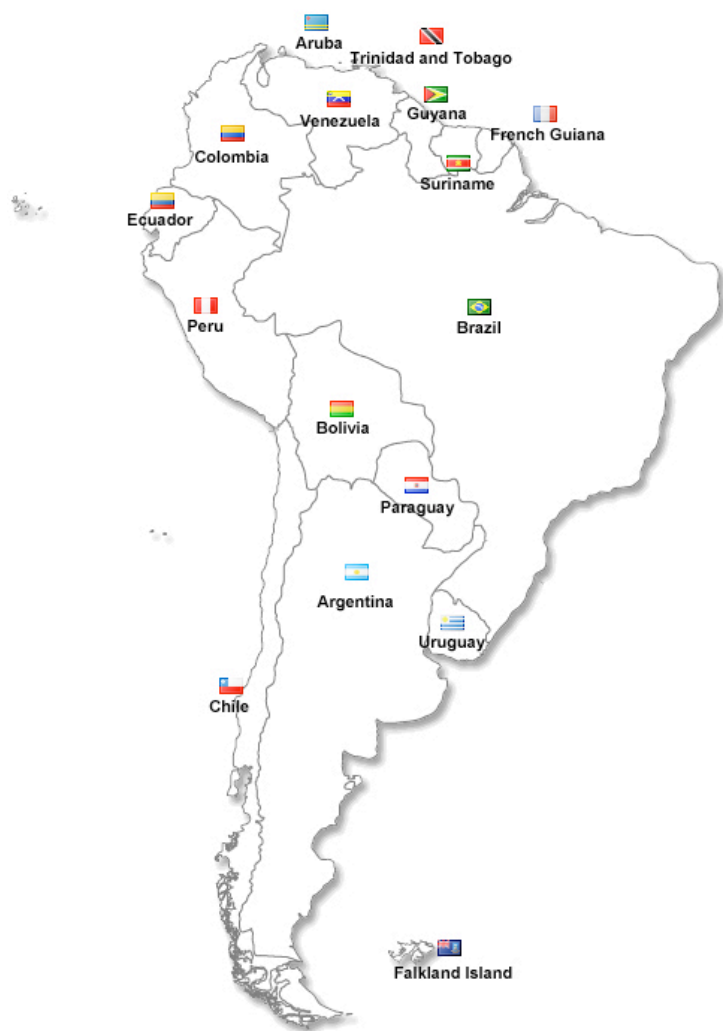 Aruba
Trinidad and Tobago
Venezuela
Guyana
French Guiana
Colombia
Suriname
Ecuador
Peru
Brazil
Bolivia
Paraguay
Argentina
Uruguay
Chile
Falkland Island